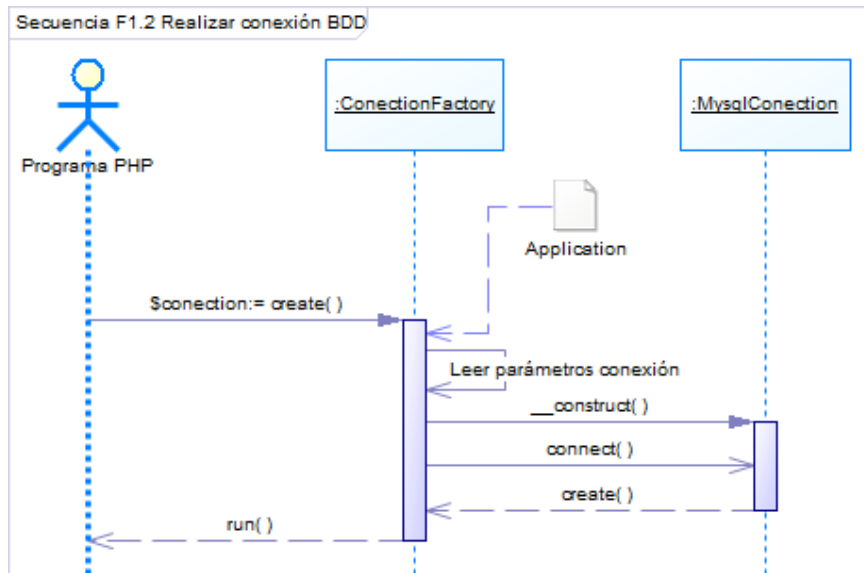 Secuencia F1.2 Realizar conexión BDD
:ConectionFactory
:MysqlConection
Programa PHP
Application
$conection:= create( )
Leer parámetros conexión
__construct( )
connect( )
create( )
run( )